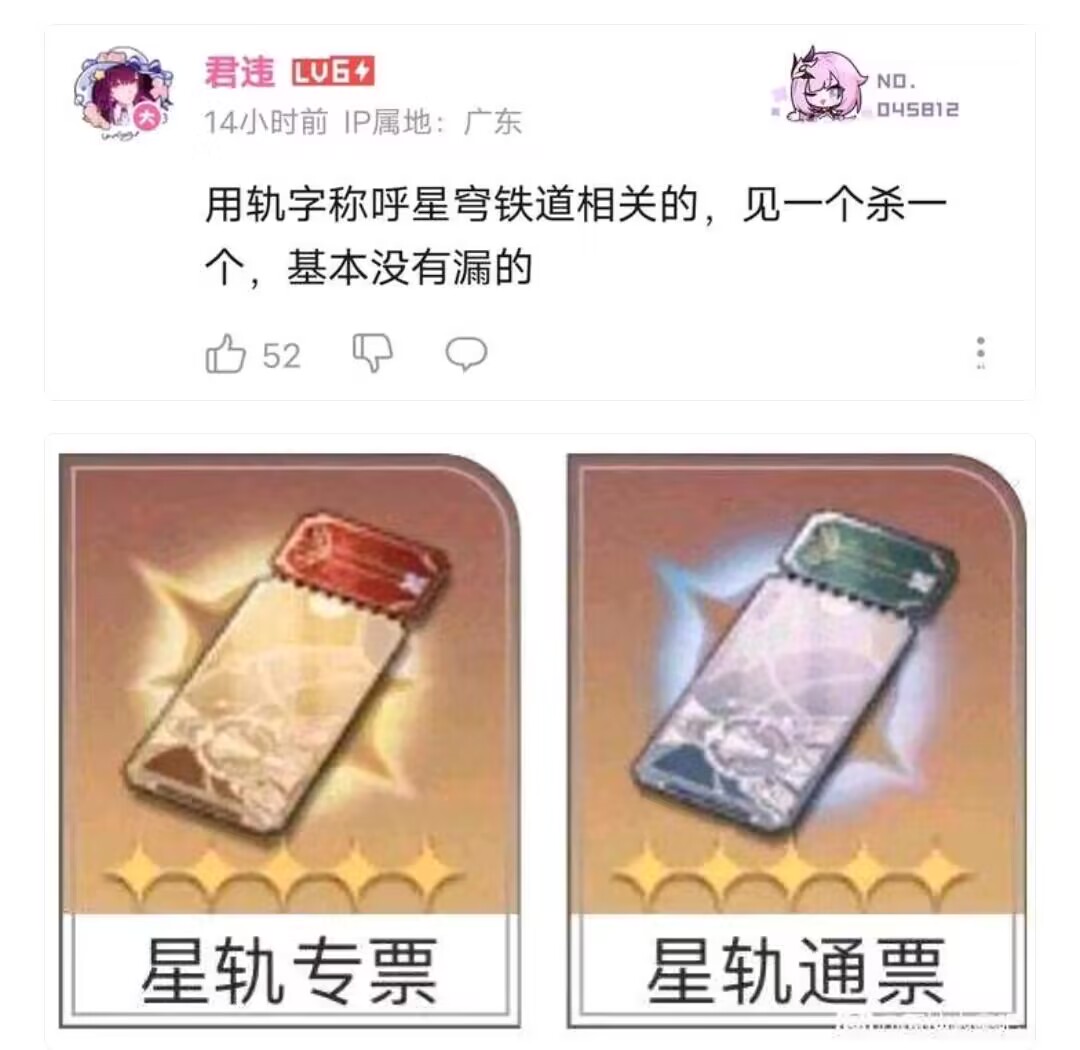 君违 LV6
14小时前 IP属地：广东
NO.
045812
大
用轨字称呼星穹铁道相关的，见一个杀一
个，基本没有漏的
52
星轨专票
星轨通票